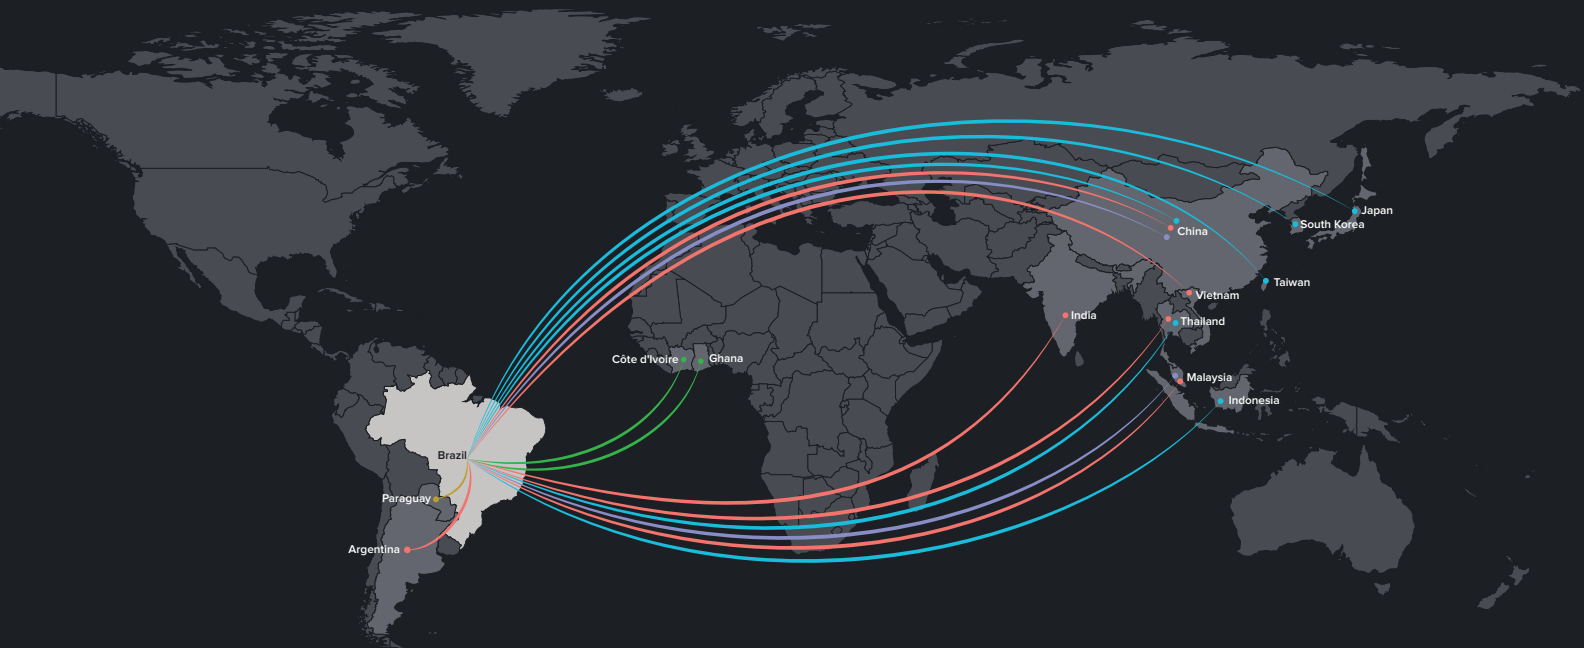 Japan
South Korea
China
Taiwan
Vietnam
India
Thailand
Côte d'Ivoire
Ghana
Malaysia
Indonesia
Brazil
Paraguay
Argentina